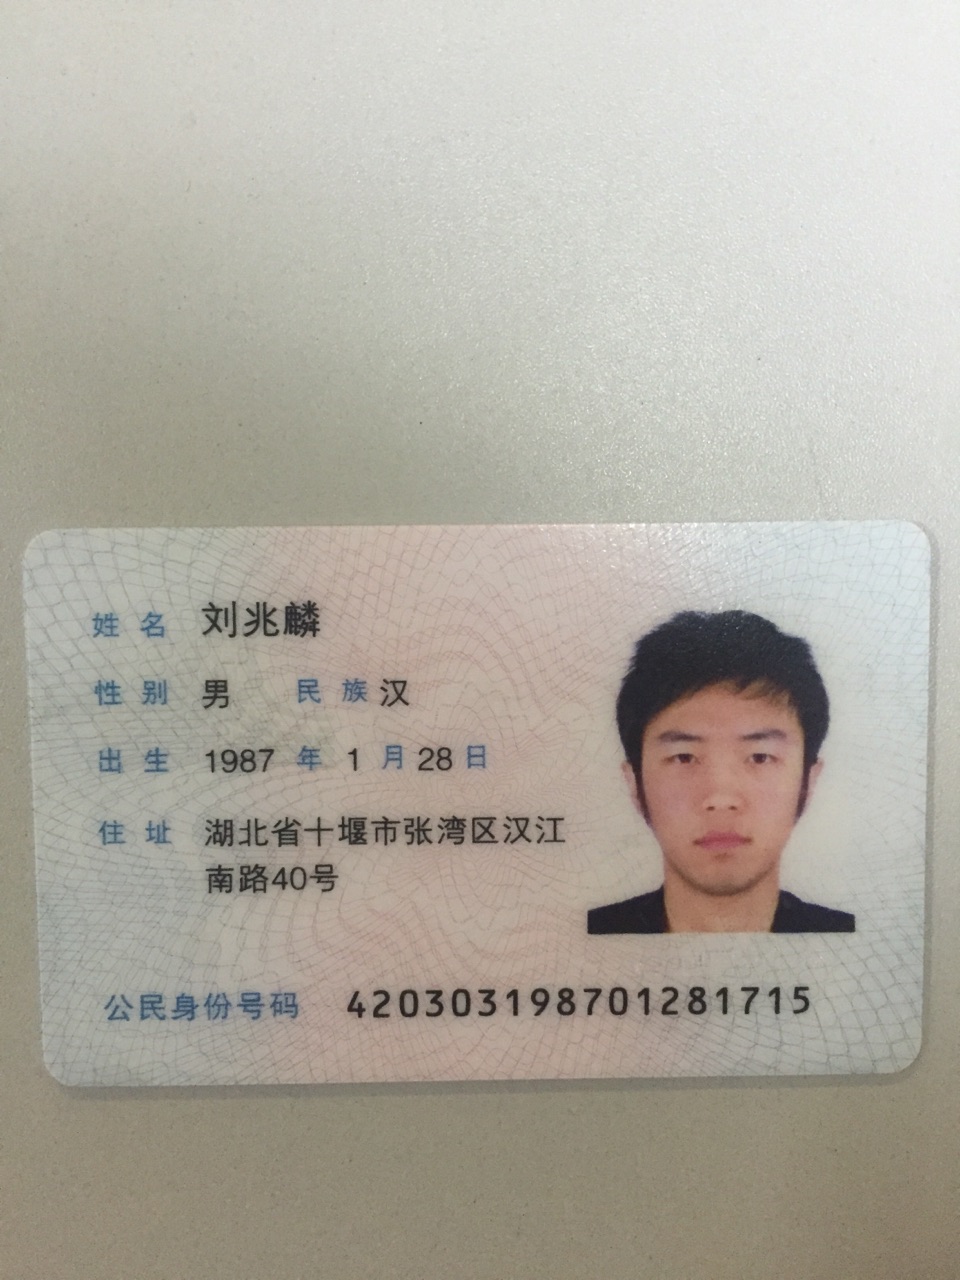 姓名 刘兆麟
性别 男 民族 汉
出生 1987 年 1 月 28 日
住址 湖北省十堰市张湾区汉江
南路40号
公民身份号码 420303198701281715